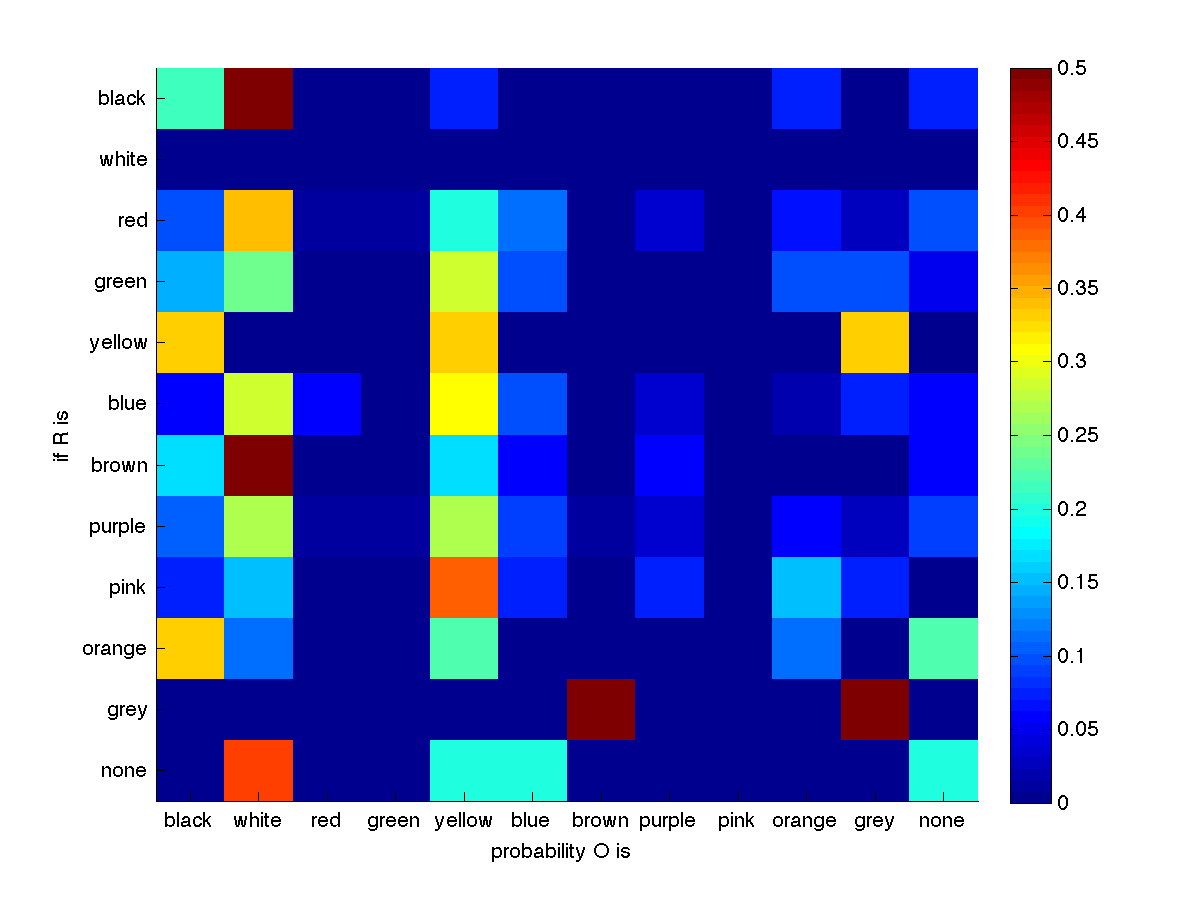 if R is
black
white
red
green
yellow
blue
brown
purple
pink
orange
grey
none
black white red green yellow blue brown purple pink orange grey none
probability O is
0.5
0.45
0.4
0.35
0.3
0.25
0.2
0.15
0.1
0.05
0